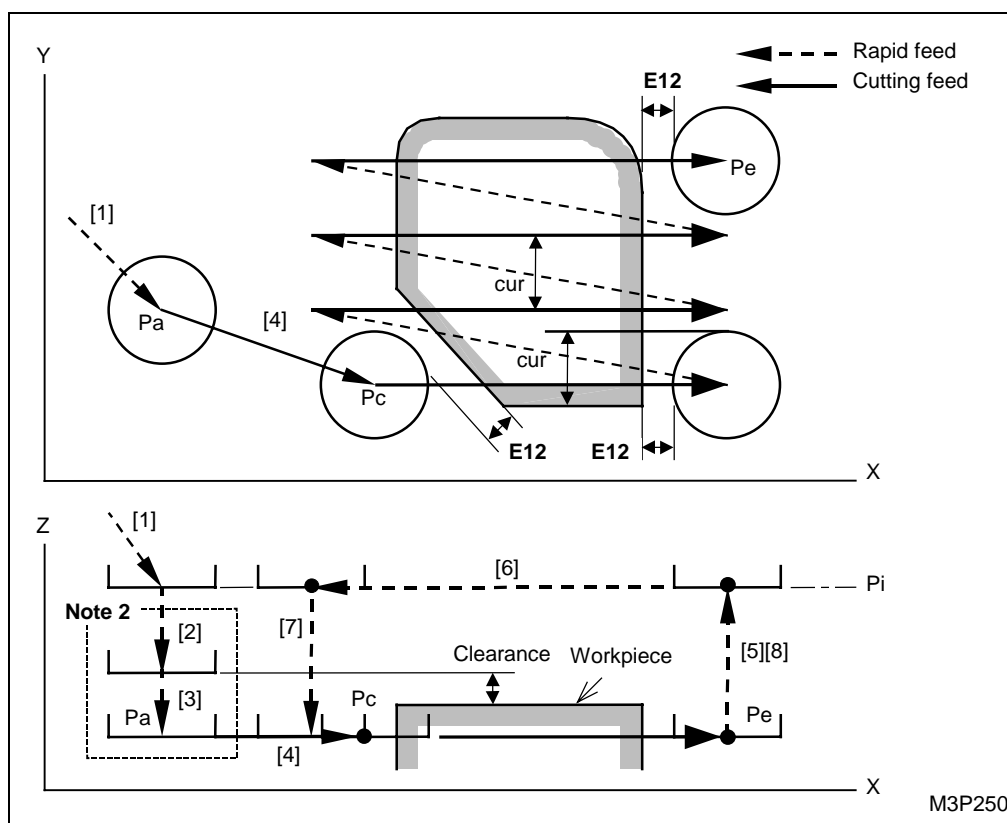 Y
Rapid feed
Cutting feed
E12
Pe
[1]
Pa
[4]
cur
cur
Pc
E12
E12
X
Z
[1]
[6]
Pi
Note 2
[2]
[7]
[5][8]
Clearance
Workpiece
[3]
Pa
Pc
Pe
[4]
X
M3P250